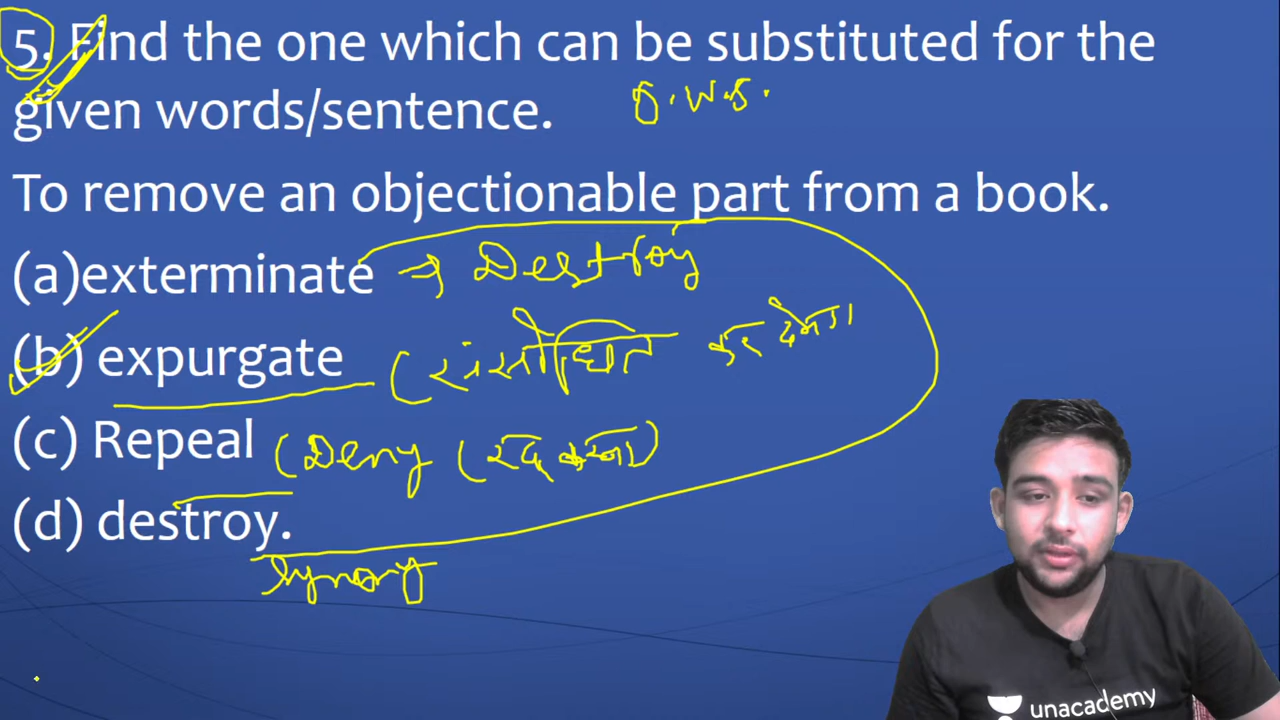 5. Find the one which can be substituted for the
given words/sentence. O.W.S.
To remove an objectionable part from a book.
(a)exterminate ⇒ Destroy
(b) expurgate (संसोधित कर देना।
(c) Repeal (Deny (रद्द करना)
(d) destroy.
Synony
unacademy